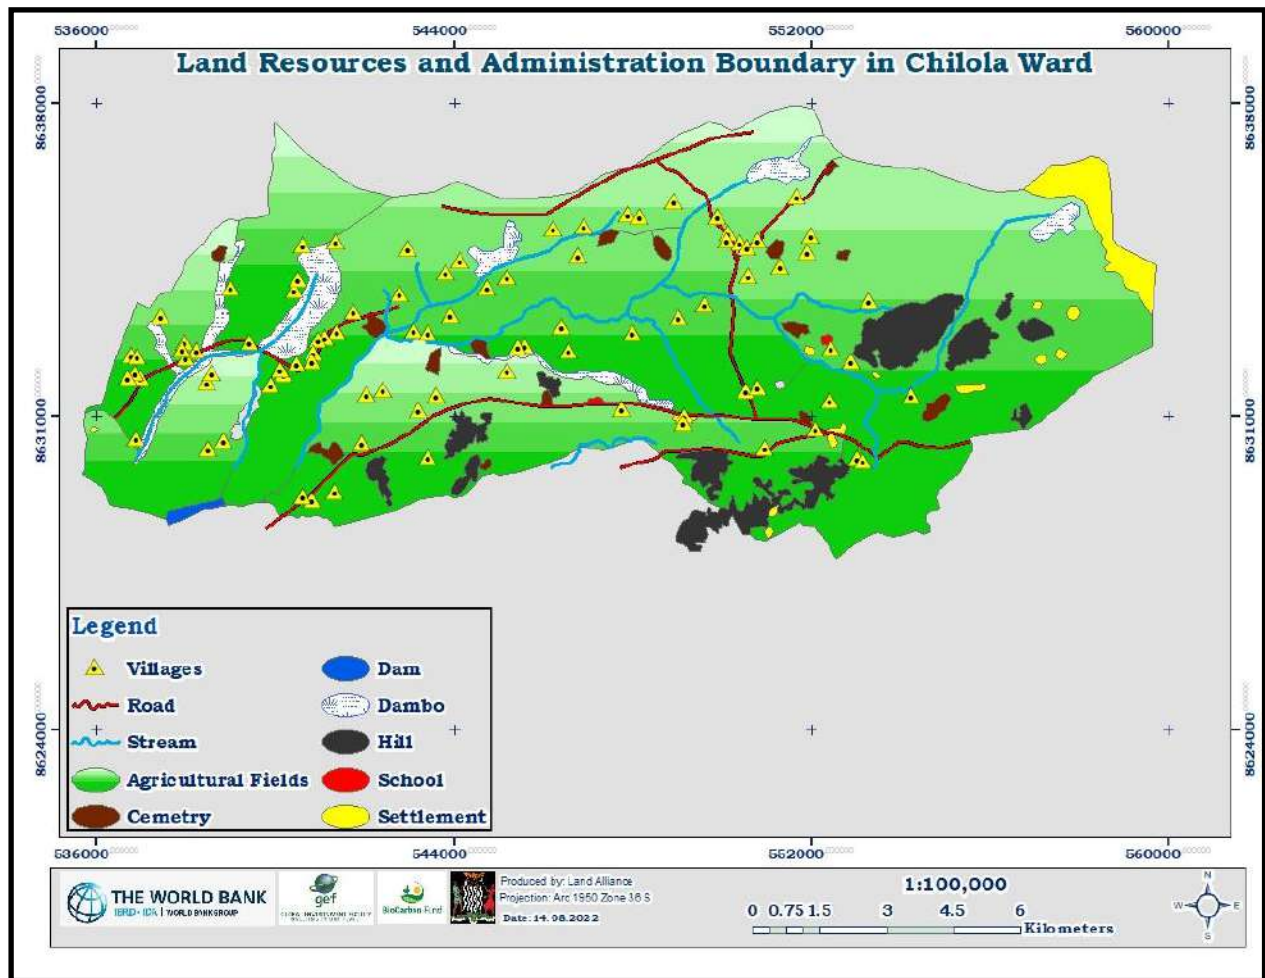 536000 544000 552000 560000
Land Resources and Administration Boundary in Chilola Ward
8638000 8638000
8631000 8631000
8624000 8624000
Legend
Villages
Road
Stream
Agricultural Fields
Cemetry
Dam
Dambo
Hill
School
Settlement
536000 544000 552000 560000
THE WORLD BANK
IBRD • IDA | WORLD BANK GROUP
gef
BioCarbon Fund
Produced by: Land Alliance
Projection: Arc 1950 Zone 36 S
Date: 14.08.2022
1:100,000
0 0.75 1.5 3 4.5 6
Kilometers
N
W E
S